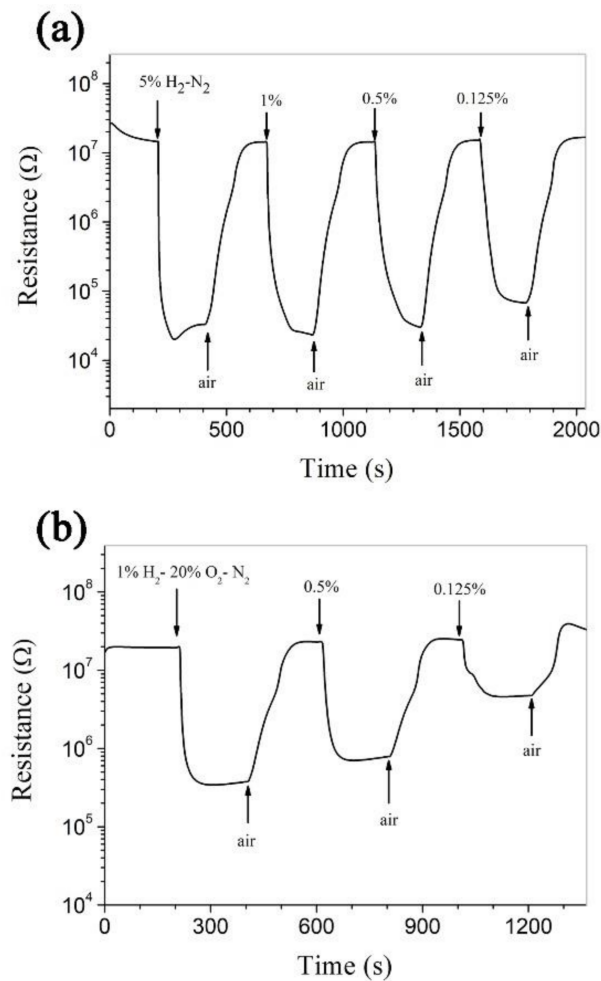 (a)
10⁸
5% H₂-N₂
1%
0.5%
0.125%
10⁷
10⁶
10⁵
10⁴
Resistance (Ω)
air
air
air
air
0
500
1000
1500
2000
Time (s)
(b)
10⁸
1% H₂- 20% O₂- N₂
0.5%
0.125%
10⁷
10⁶
10⁵
10⁴
Resistance (Ω)
air
air
air
0
300
600
900
1200
Time (s)